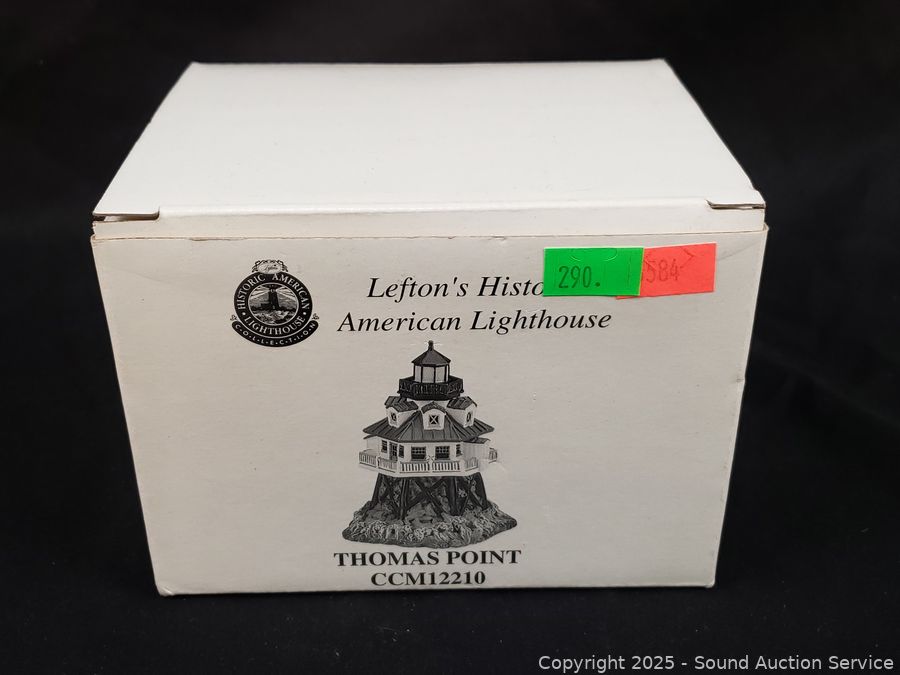 Lefton's Histo
American Lighthouse
290.
584
HISTORIC AMERICAN
LIGHTHOUSE
COLLECTION
THOMAS POINT
CCM12210
Copyright © 2025 - Sound Auction Service